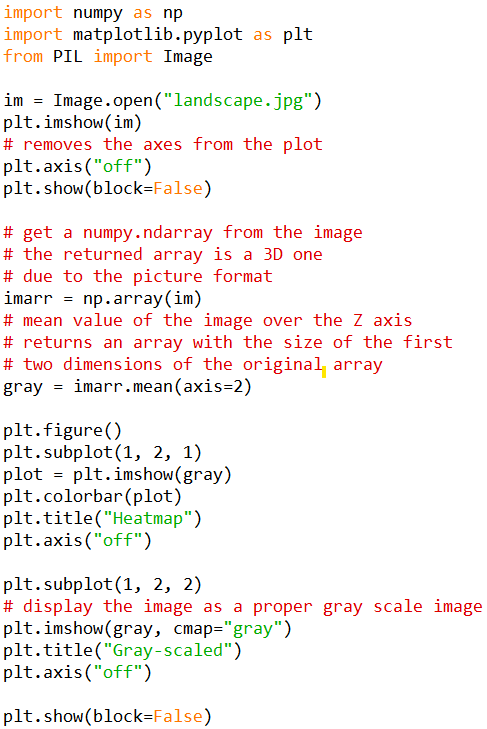 import numpy as np
import matplotlib.pyplot as plt
from PIL import Image
im = Image.open("landscape.jpg")
plt.imshow(im)
# removes the axes from the plot
plt.axis("off")
plt.show(block=False)
# get a numpy.ndarray from the image
# the returned array is a 3D one
# due to the picture format
imarr = np.array(im)
# mean value of the image over the Z axis
# returns an array with the size of the first
# two dimensions of the original array
gray = imarr.mean(axis=2)
plt.figure()
plt.subplot(1, 2, 1)
plot = plt.imshow(gray)
plt.colorbar(plot)
plt.title("Heatmap")
plt.axis("off")
plt.subplot(1, 2, 2)
# display the image as a proper gray scale image
plt.imshow(gray, cmap="gray")
plt.title("Gray-scaled")
plt.axis("off")
plt.show(block=False)